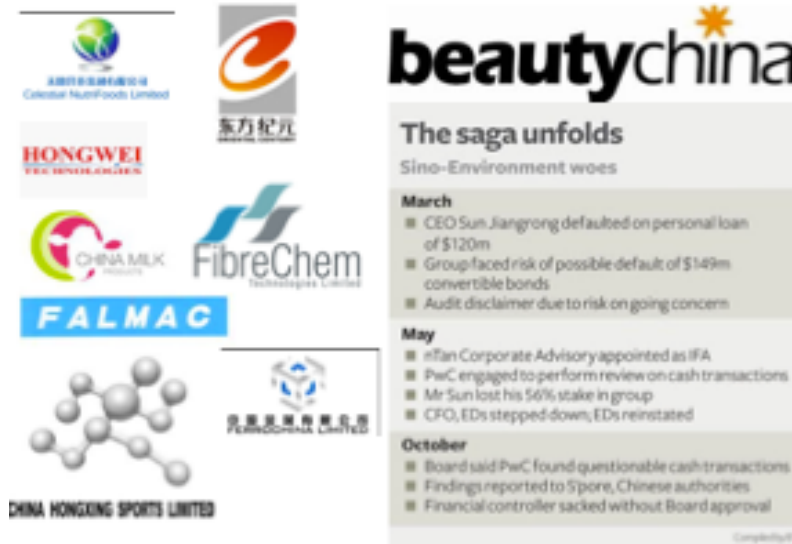 Celestial NutriFoods Limited
东方纪元
ORIENTAL CENTURY
HONGWEI
TECHNOLOGIES
CHINA MILK
PRODUCTS
FibreChem
Technologies Limited
FALMAC
FERROCHINA LIMITED
CHINA HONGXING SPORTS LIMITED
beautychina
The saga unfolds
Sino-Environment woes
March
CEO Sun Jiangrong defaulted on personal loan
of $120m
Group faced risk of possible default of $149m
convertible bonds
Audit disclaimer due to risk on going concern
May
nTan Corporate Advisory appointed as IFA
PwC engaged to perform review on cash transactions
Mr Sun lost his 56% stake in group
CFO, EDs stepped down; EDs reinstated
October
Board said PwC found questionable cash transactions
Findings reported to S'pore, Chinese authorities
Financial controller sacked without Board approval